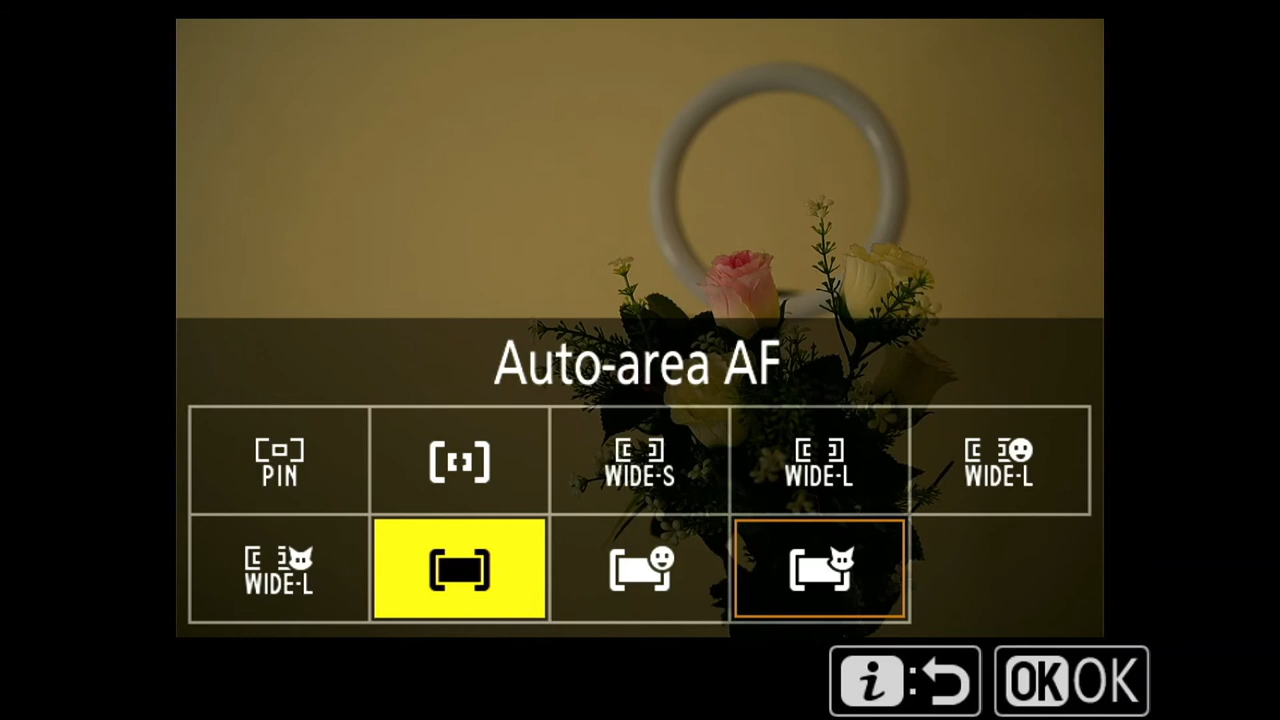 Auto-area AF
PIN
WIDE-S
WIDE-L
WIDE-L
WIDE-L
i:
OK OK